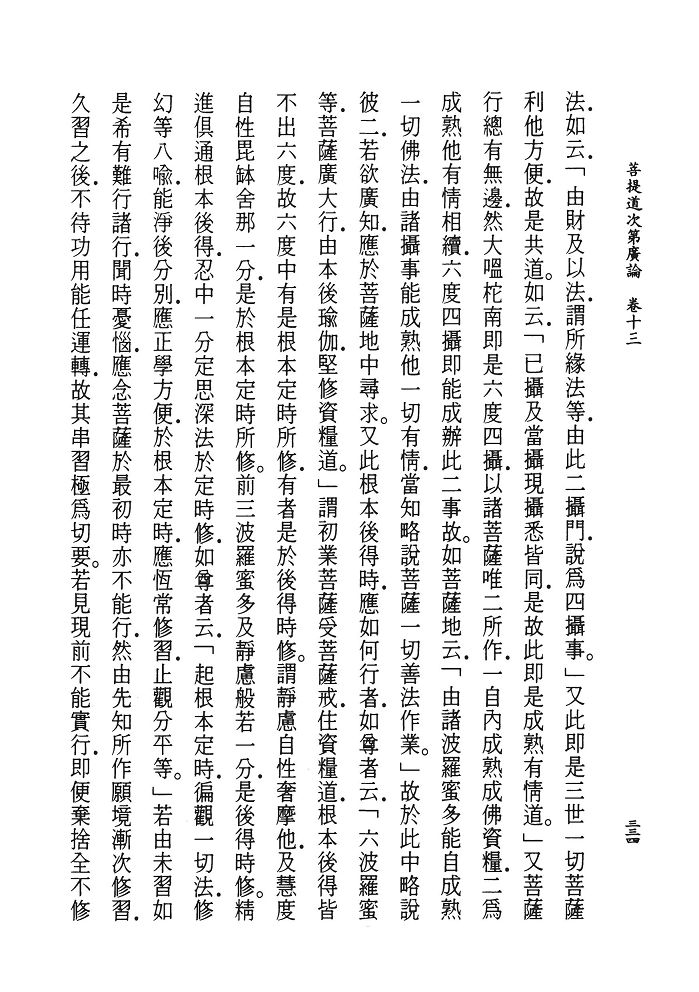 菩提道次第廣論　卷十三
三三四
法．如云．「由財及以法．謂所緣法等．由此二攝門．說爲四攝事。」又此卽是三世一切菩薩
利他方便．故是共道。如云．「已攝及當攝現攝悉皆同．是故此卽是成熟有情道。」又菩薩
行總有無邊．然大嗢柁南卽是六度四攝．以諸菩薩唯二所作．一自內成熟成佛資糧．二爲
成熟他有情相續．六度四攝卽能成辦此二事故。如菩薩地云．「由諸波羅蜜多能自成熟
一切佛法．由諸攝事能成熟他一切有情．當知略說菩薩一切善法作業。」故於此中略說
彼二．若欲廣知．應於菩薩地中尋求。又此根本後得時．應如何行者．如尊者云．「六波羅蜜
等．菩薩廣大行．由本後瑜伽．堅修資糧道。」謂初業菩薩受菩薩戒．住資糧道．根本後得皆
不出六度．故六度中有是根本定時所修．有者是於後得時修。謂靜慮自性奢摩他．及慧度
自性毘缽舍那一分．是於根本定時所修。前三波羅蜜多及靜慮般若一分．是後得時修。精
進俱通根本後得．忍中一分定思深法於定時修．如尊者云．「起根本定時．徧觀一切法．修
幻等八喩．能淨後分別．應正學方便．於根本定時．應恆常修習．止觀分平等。」若由未習如
是希有難行諸行．聞時憂惱．應念菩薩於最初時亦不能行．然由先知所作願境漸次修習．
久習之後．不待功用能任運轉．故其串習極爲切要。若見現前不能實行．卽便棄捨全不修